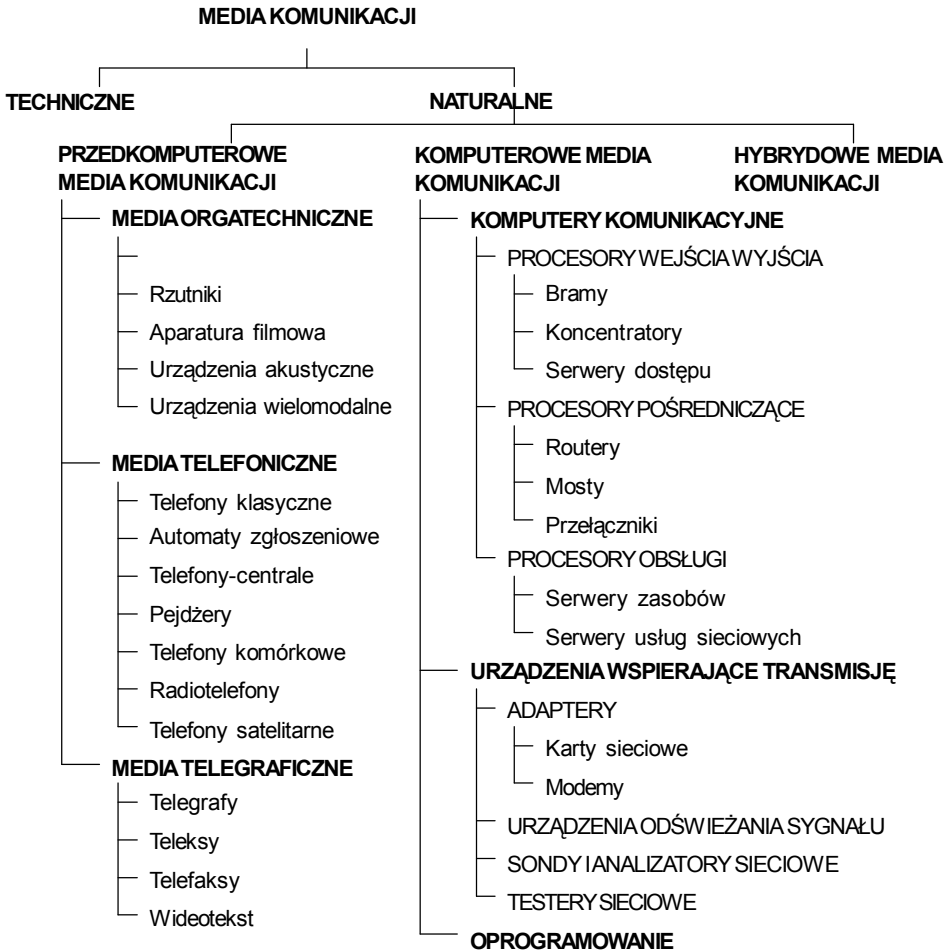 MEDIA KOMUNIKACJI
TECHNICZNE
NATURALNE
PRZEDKOMPUTEROWE
MEDIA KOMUNIKACJI
MEDIA ORGATECHNICZNE
Rzutniki
Aparatura filmowa
Urządzenia akustyczne
Urządzenia wielomodalne
MEDIA TELEFONICZNE
Telefony klasyczne
Automaty zgłoszeniowe
Telefony-centrale
Pejdżery
Telefony komórkowe
Radiotelefony
Telefony satelitarne
MEDIA TELEGRAFICZNE
Telegrafy
Teleksy
Telefaksy
Wideotekst
KOMPUTEROWE MEDIA
KOMUNIKACJI
KOMPUTERY KOMUNIKACYJNE
PROCESORY WEJŚCIA WYJŚCIA
Bramy
Koncentratory
Serwery dostępu
PROCESORY POŚREDNICZĄCE
Routery
Mosty
Przełączniki
PROCESORY OBSŁUGI
Serwery zasobów
Serwery usług sieciowych
URZĄDZENIA WSPIERAJĄCE TRANSMISJĘ
ADAPTERY
Karty sieciowe
Modemy
URZĄDZENIA ODŚWIEŻANIA SYGNAŁU
SONDY I ANALIZATORY SIECIOWE
TESTERY SIECIOWE
OPROGRAMOWANIE
HYBRYDOWE MEDIA
KOMUNIKACJI